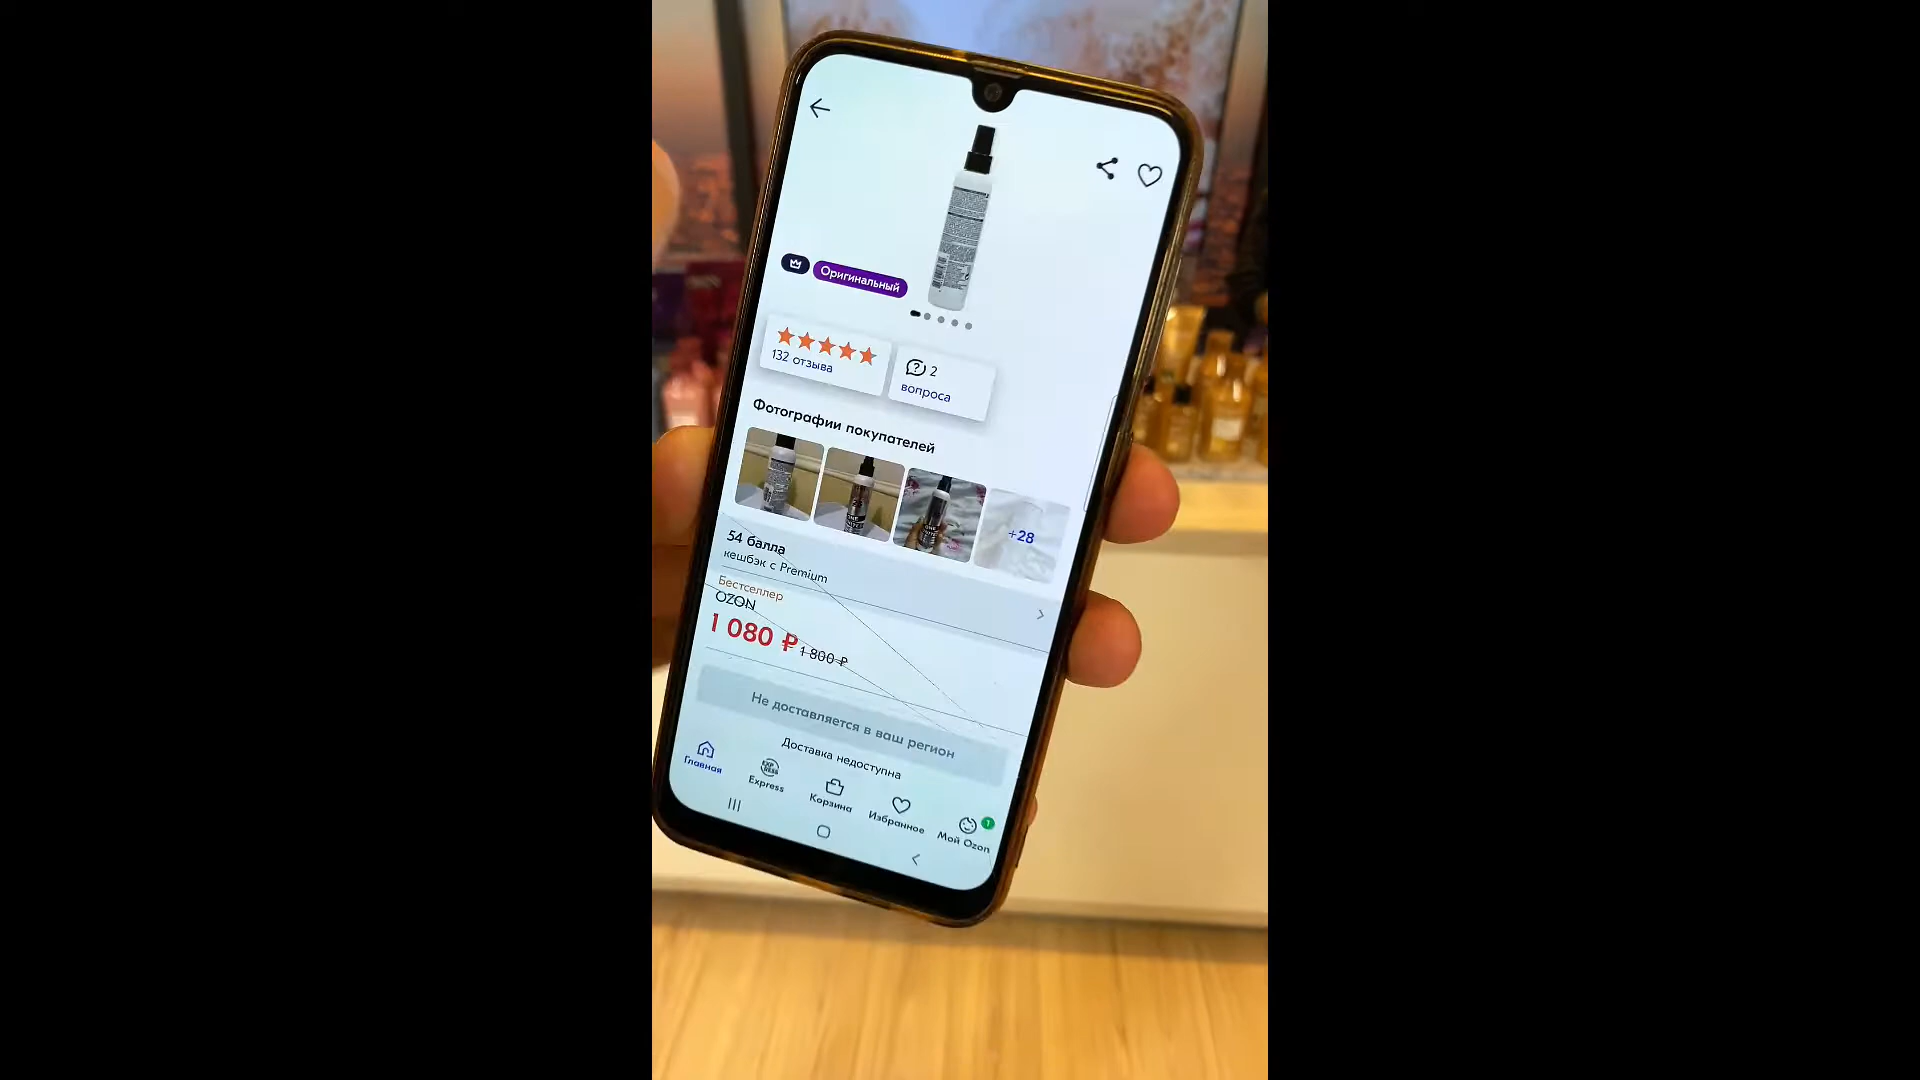 Оригинальный
132 отзыва
2
вопроса
Фотографии покупателей
+28
54 балла
кешбэк с Premium
Бестселлер
OZON
1 080 ₽ 1 800 ₽
Не доставляется в ваш регион
Доставка недоступна
Главная
Express
Корзина
Избранное
Мой Ozon
1